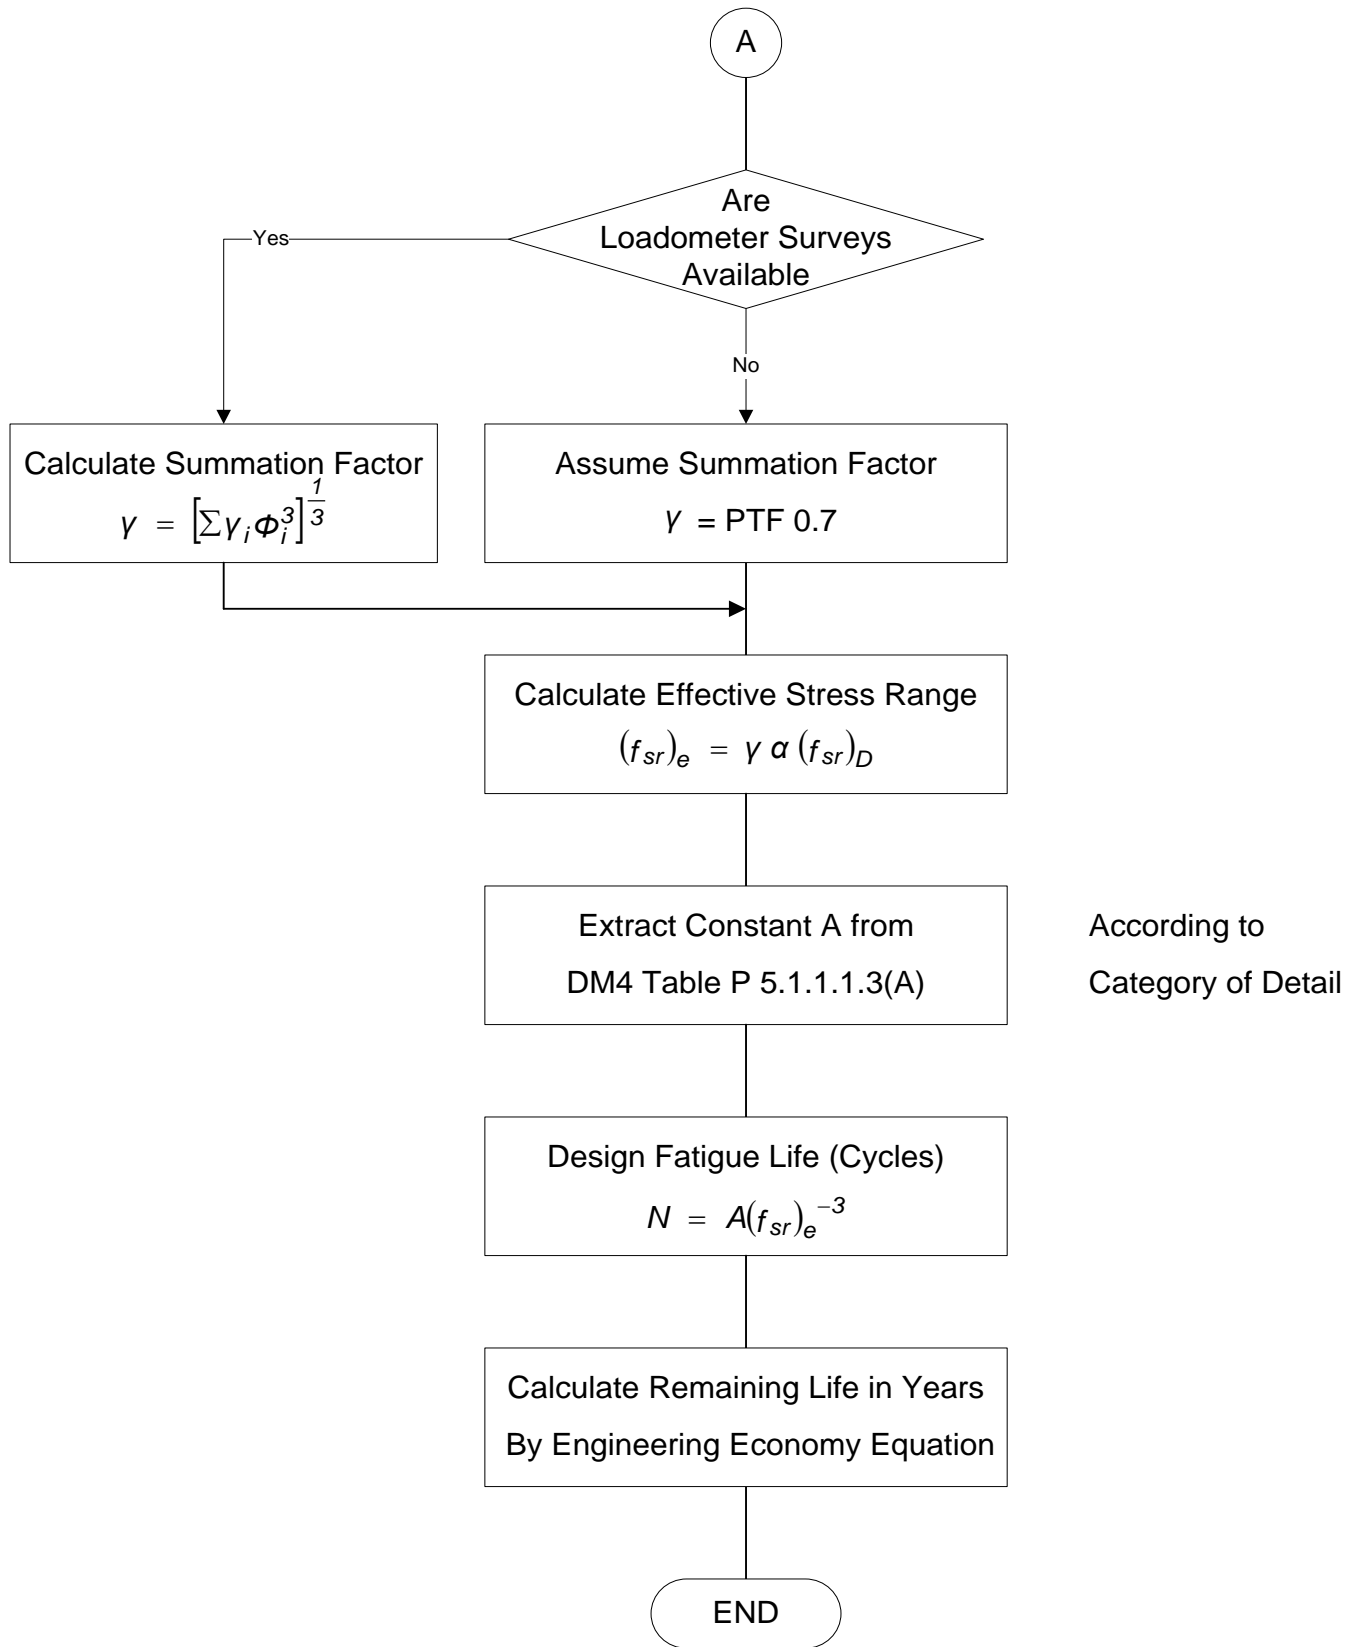 A
Are
Loadometer Surveys
Available
Yes
No
Calculate Summation Factor
γ = [∑γ_i Φ_i^3]^{1/3}
Assume Summation Factor
γ = PTF 0.7
Calculate Effective Stress Range
(f_sr)_e = γ α (f_sr)_D
Extract Constant A from
DM4 Table P 5.1.1.1.3(A)
According to
Category of Detail
Design Fatigue Life (Cycles)
N = A(f_sr)_e^{-3}
Calculate Remaining Life in Years
By Engineering Economy Equation
END